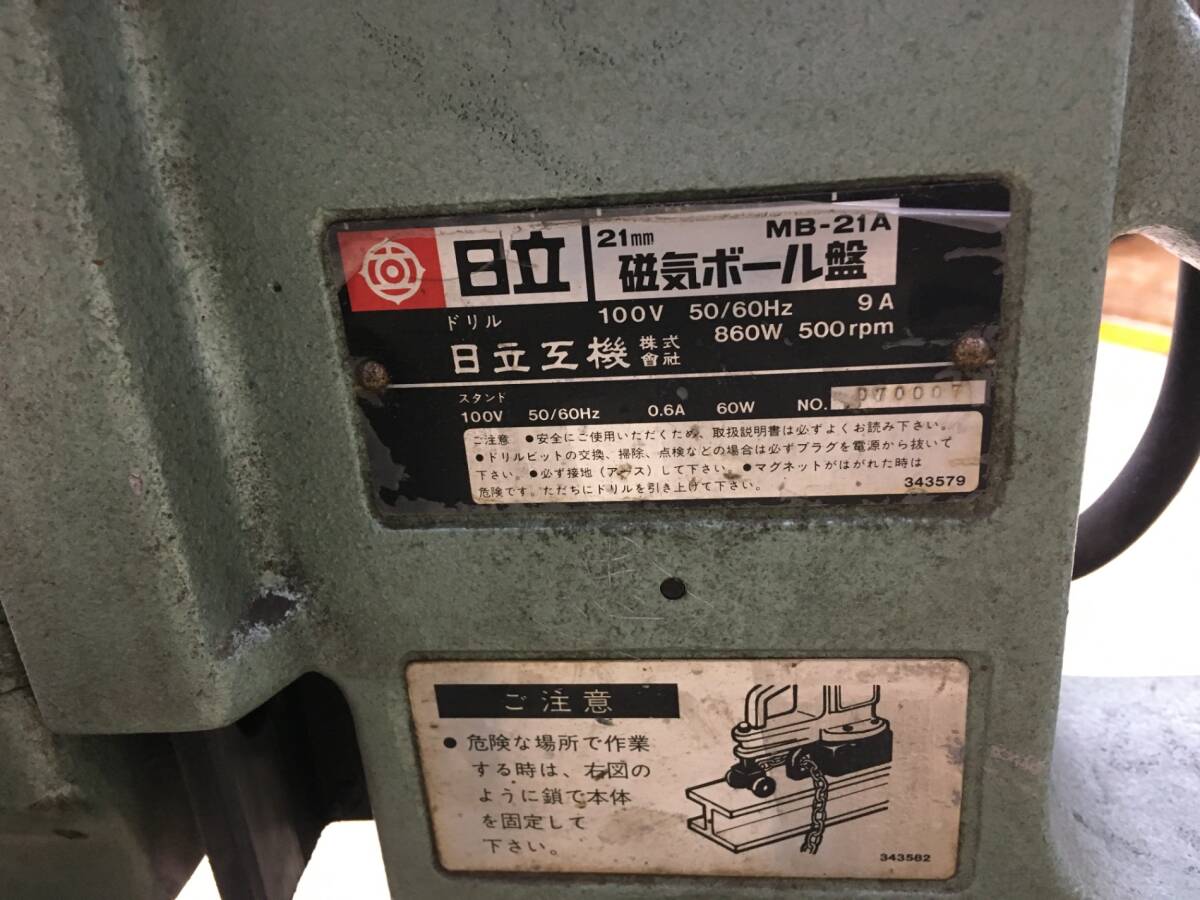 日立
21mm MB-21A
磁気ボール盤
ドリル 100V 50/60Hz 9A
860W 500rpm
日立工機 株式會社
スタンド
100V 50/60Hz 0.6A 60W NO. D70007
ご注意 ●安全にご使用いただくため、取扱説明書は必ずよくお読み下さい。
●ドリルビットの交換、掃除、点検などの場合は必ずプラグを電源から抜いて
下さい。●必ず接地(アース)して下さい。●マグネットがはがれた時は
危険です。ただちにドリルを引き上げて下さい。
343579
ご注意
●危険な場所で作業
する時は、右図の
ように鎖で本体
を固定して
下さい。
343582